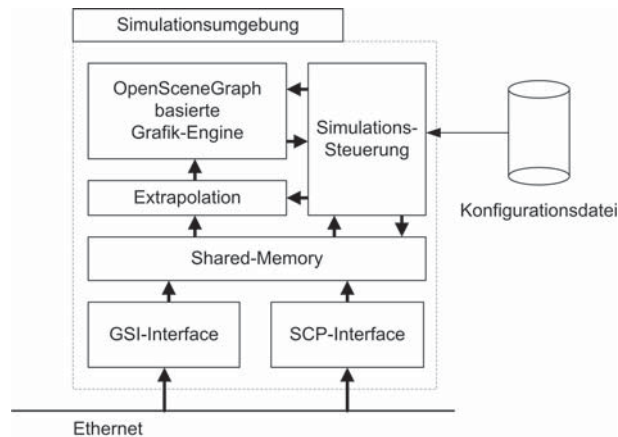 Simulationsumgebung
OpenSceneGraph
basierte
Grafik-Engine
Simulations-
Steuerung
Extrapolation
Konfigurationsdatei
Shared-Memory
GSI-Interface
SCP-Interface
Ethernet